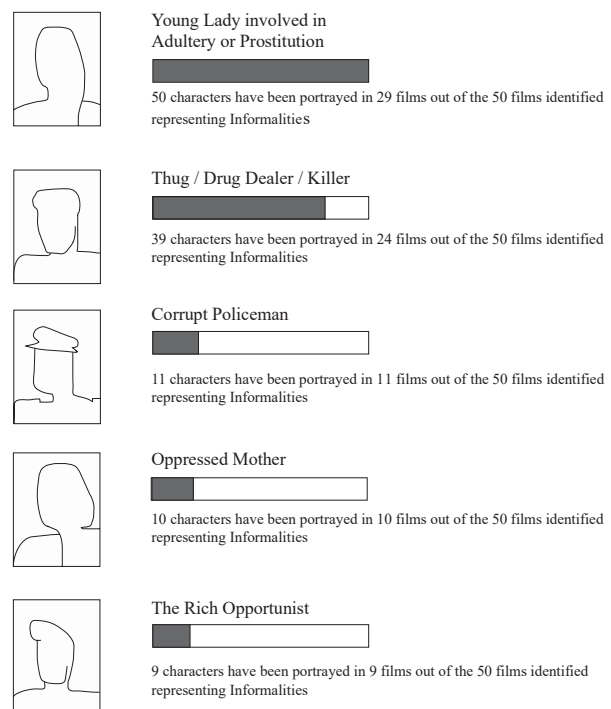 Young Lady involved in
Adultery or Prostitution
50 characters have been portrayed in 29 films out of the 50 films identified
representing Informalities
Thug / Drug Dealer / Killer
39 characters have been portrayed in 24 films out of the 50 films identified
representing Informalities
Corrupt Policeman
11 characters have been portrayed in 11 films out of the 50 films identified
representing Informalities
Oppressed Mother
10 characters have been portrayed in 10 films out of the 50 films identified
representing Informalities
The Rich Opportunist
9 characters have been portrayed in 9 films out of the 50 films identified
representing Informalities